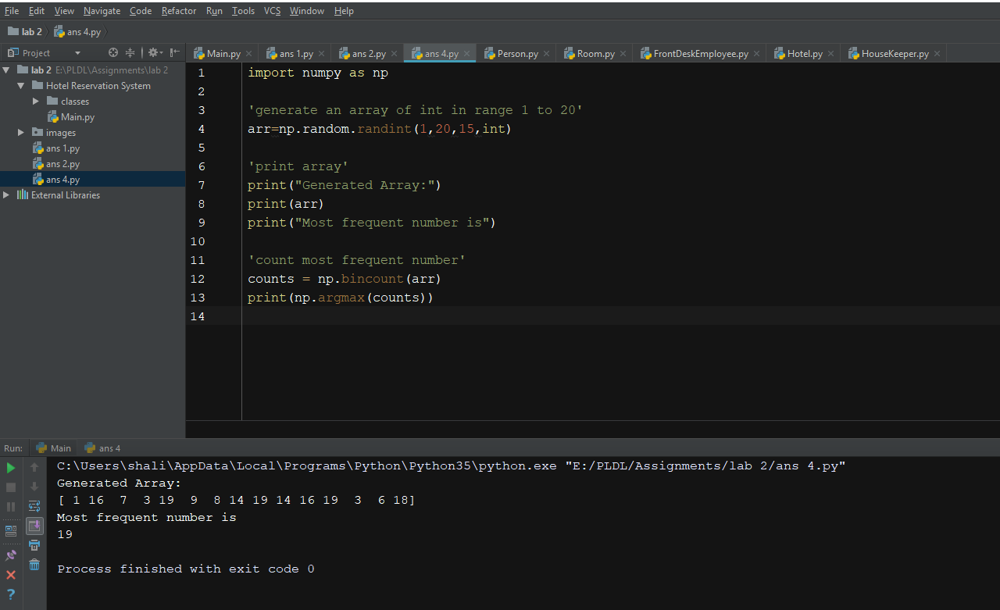 File Edit View Navigate Code Refactor Run Tools VCS Window Help
lab 2 ans 4.py
Project
Main.py ans 1.py ans 2.py ans 4.py Person.py Room.py FrontDeskEmployee.py Hotel.py HouseKeeper.py
lab 2 E:\PLDL\Assignments\lab 2
Hotel Reservation System
classes
Main.py
images
ans 1.py
ans 2.py
ans 4.py
External Libraries
1 import numpy as np
2
3 'generate an array of int in range 1 to 20'
4 arr=np.random.randint(1,20,15,int)
5
6 'print array'
7 print("Generated Array:")
8 print(arr)
9 print("Most frequent number is")
10
11 'count most frequent number'
12 counts = np.bincount(arr)
13 print(np.argmax(counts))
14
Run: Main ans 4
C:\Users\shali\AppData\Local\Programs\Python\Python35\python.exe "E:/PLDL/Assignments/lab 2/ans 4.py"
Generated Array:
[ 1 16  7  3 19  9  8 14 19 14 16 19  3  6 18]
Most frequent number is
19
Process finished with exit code 0